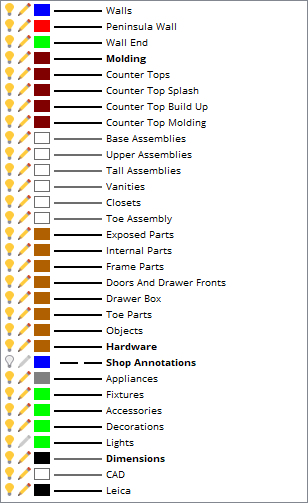 Walls
Peninsula Wall
Wall End
Molding
Counter Tops
Counter Top Splash
Counter Top Build Up
Counter Top Molding
Base Assemblies
Upper Assemblies
Tall Assemblies
Vanities
Closets
Toe Assembly
Exposed Parts
Internal Parts
Frame Parts
Doors And Drawer Fronts
Drawer Box
Toe Parts
Objects
Hardware
Shop Annotations
Appliances
Fixtures
Accessories
Decorations
Lights
Dimensions
CAD
Leica